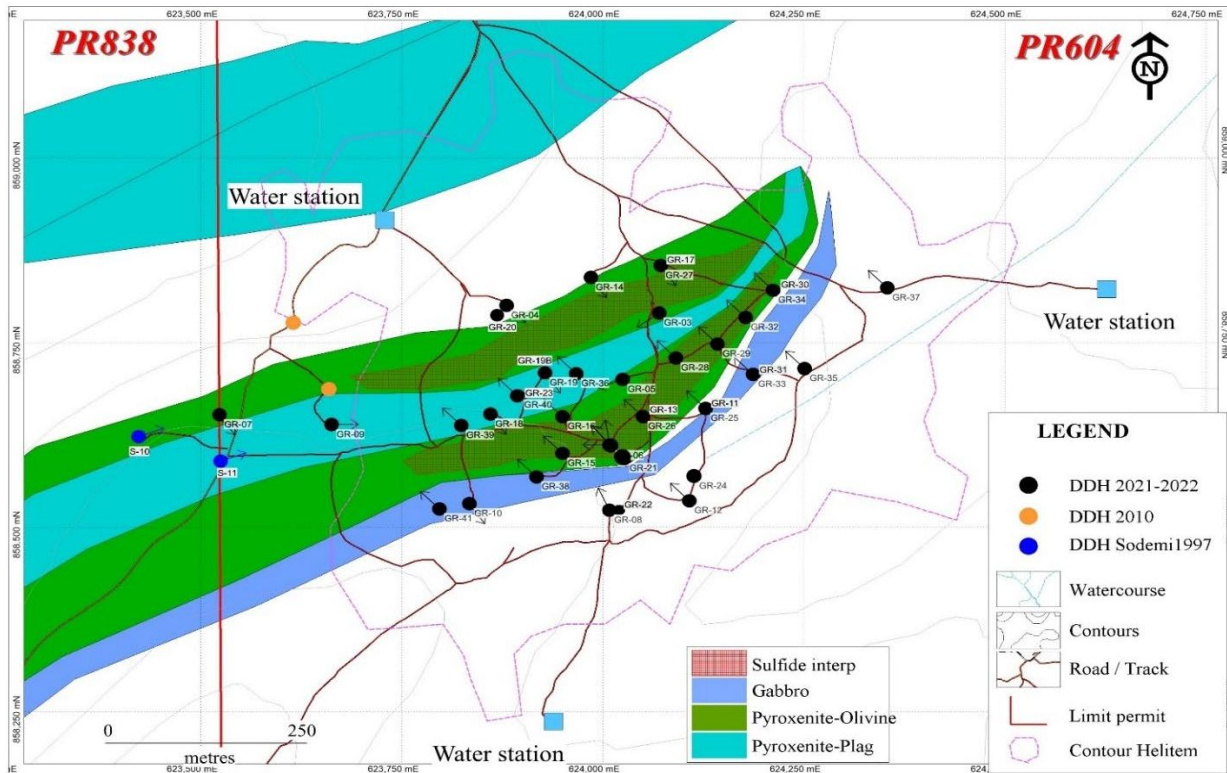 623,500 mE
623,750 mE
624,000 mE
624,250 mE
624,500 mE
624,750 mE
PR838
PR604
N
859,000 mN
859,000 mN
Water station
GR-17
GR-27
GR-14
GR-30
GR-34
GR-37
Water station
GR-04
GR-20
GR-03
GR-32
858,750 mN
858,750 mN
GR-29
GR-28
GR-19B
GR-19
GR-36
GR-05
GR-31
GR-33
GR-35
GR-23
GR-40
GR-11
GR-25
GR-07
GR-09
GR-18
GR-16
GR-13
GR-26
GR-39
S-10
S-11
GR-15
GR-21
GR-38
GR-24
GR-41
GR-10
GR-22
GR-08
GR-12
858,500 mN
LEGEND
DDH 2021-2022
DDH 2010
DDH Sodemi1997
Watercourse
Contours
Road / Track
Limit permit
Contour Helitem
Sulfide interp
Gabbro
Pyroxenite-Olivine
Pyroxenite-Plag
858,250 mN
0 250
metres
Water station
623,500 mE
623,750 mE
624,000 mE
624,250 mE